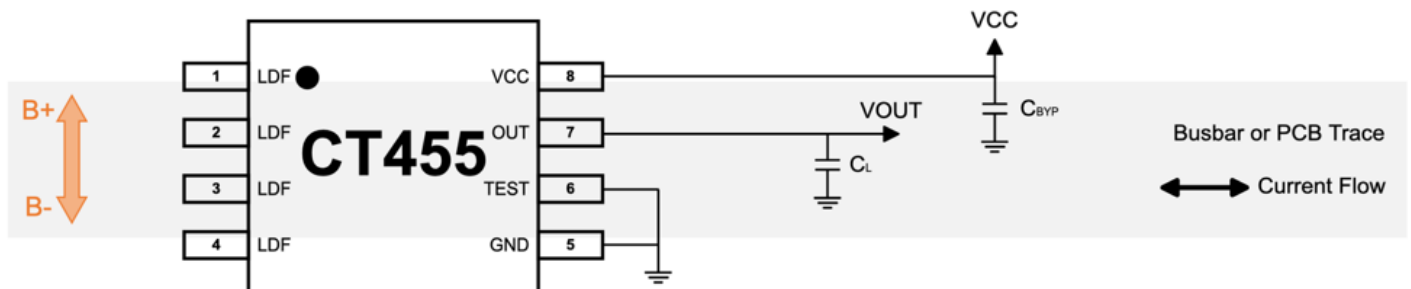 VCC
1 LDF VCC 8
B+
VOUT
CBYP
2 LDF OUT 7
Busbar or PCB Trace
CT455
CL
3 LDF TEST 6
Current Flow
B-
4 LDF GND 5